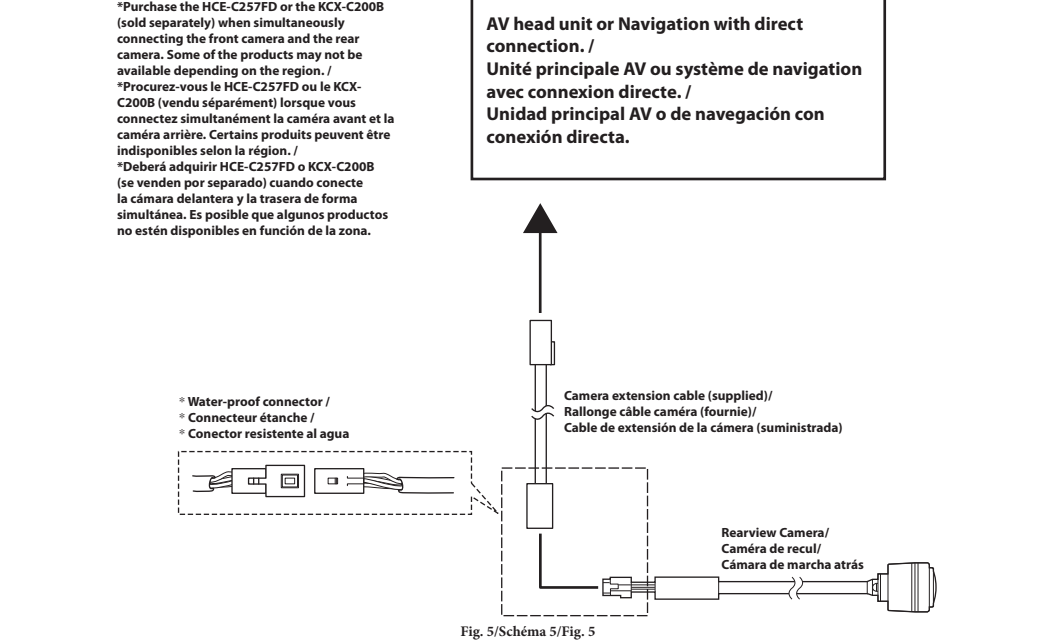 *Purchase the HCE-C257FD or the KCX-C200B
(sold separately) when simultaneously
connecting the front camera and the rear
camera. Some of the products may not be
available depending on the region. /
*Procurez-vous le HCE-C257FD ou le KCX-
C200B (vendu séparément) lorsque vous
connectez simultanément la caméra avant et la
caméra arrière. Certains produits peuvent être
indisponibles selon la région. /
*Deberá adquirir HCE-C257FD o KCX-C200B
(se venden por separado) cuando conecte
la cámara delantera y la trasera de forma
simultánea. Es posible que algunos productos
no estén disponibles en función de la zona.
AV head unit or Navigation with direct
connection. /
Unité principale AV ou système de navigation
avec connexion directe. /
Unidad principal AV o de navegación con
conexión directa.
* Water-proof connector /
* Connecteur étanche /
* Conector resistente al agua
Camera extension cable (supplied)/
Rallonge câble caméra (fournie)/
Cable de extensión de la cámera (suministrada)
Rearview Camera/
Caméra de recul/
Cámara de marcha atrás
Fig. 5/Schéma 5/Fig. 5